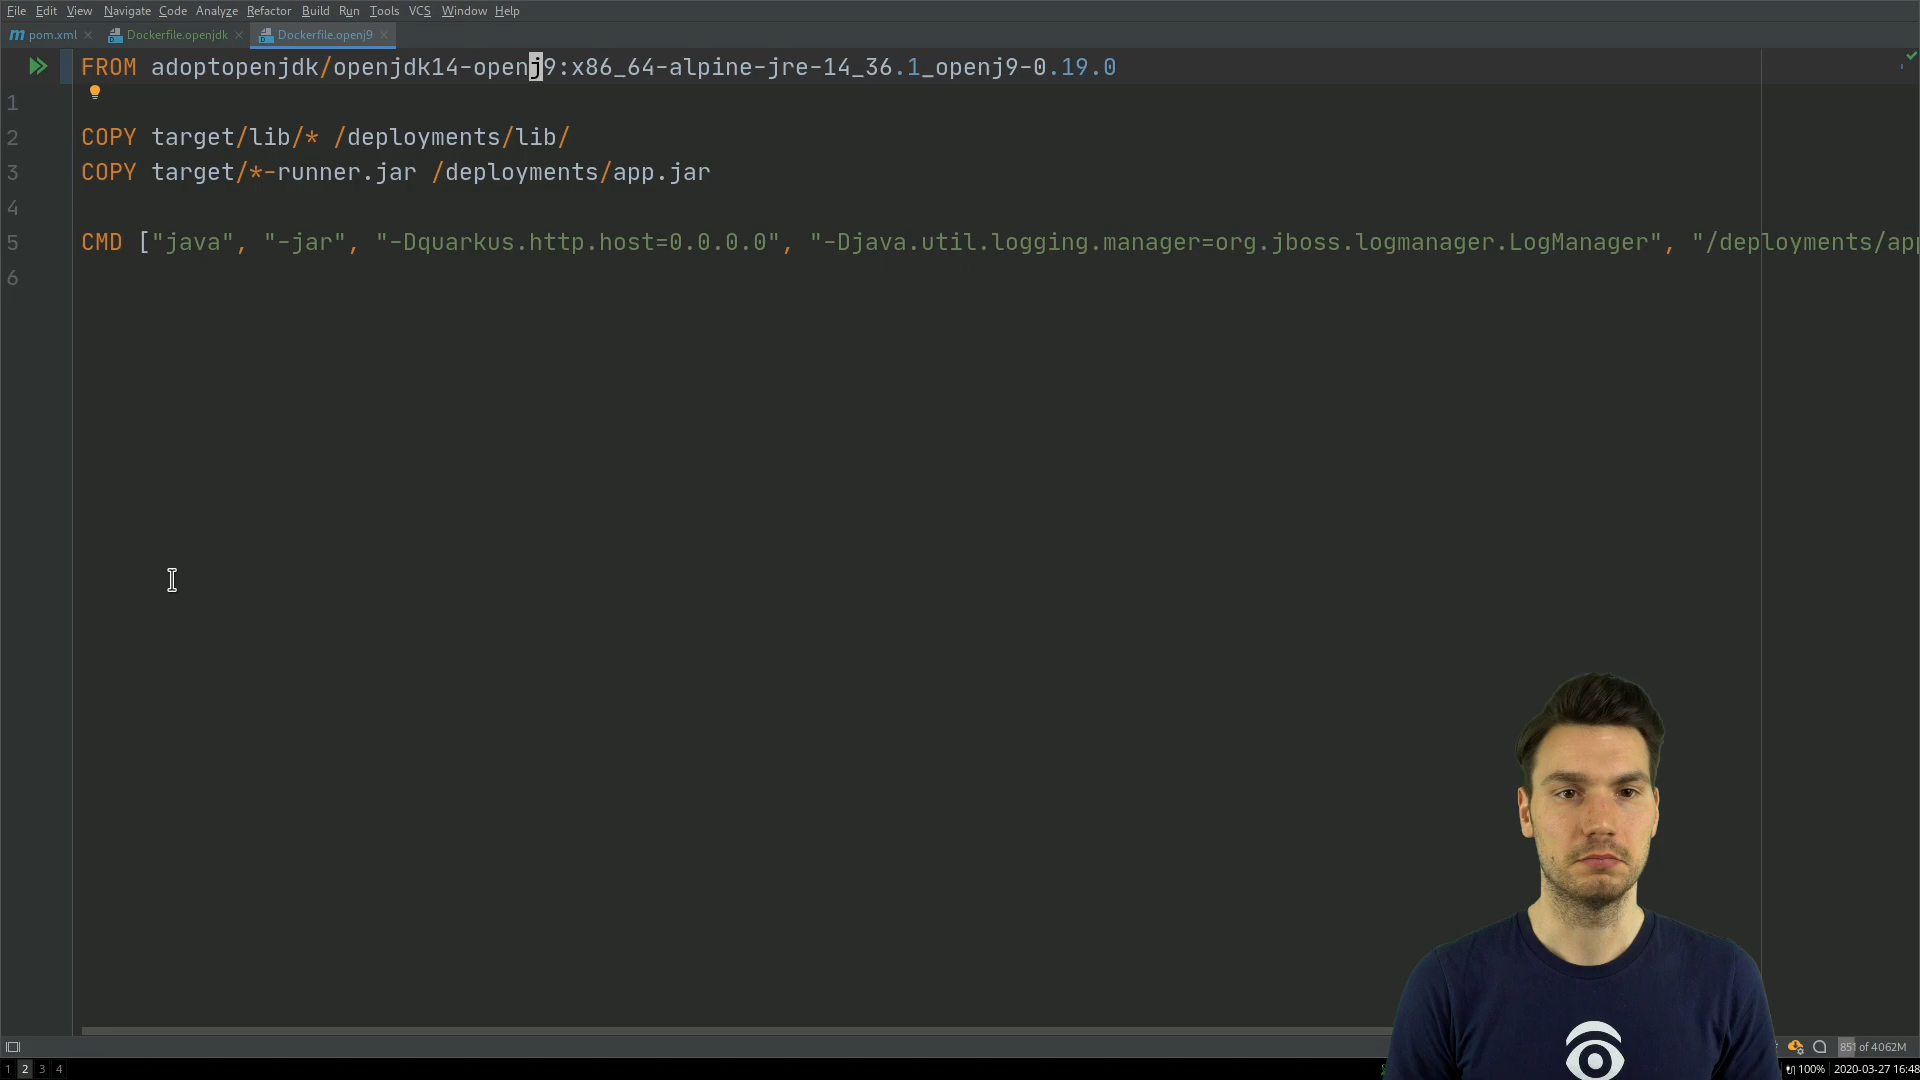 File Edit View Navigate Code Analyze Refactor Build Run Tools VCS Window Help
pom.xml Dockerfile.openjdk Dockerfile.openj9
FROM adoptopenjdk/openjdk14-openj9:x86_64-alpine-jre-14_36.1_openj9-0.19.0
1
2 COPY target/lib/* /deployments/lib/
3 COPY target/*-runner.jar /deployments/app.jar
4
5 CMD ["java", "-jar", "-Dquarkus.http.host=0.0.0.0", "-Djava.util.logging.manager=org.jboss.logmanager.LogManager", "/deployments/app
6
851 of 4062M
1 2 3 4 100% 2020-03-27 16:48